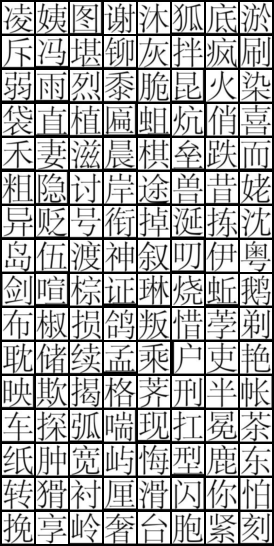 凌姨图谢沐狐底淤
斥冯堪铆灰拌疯刷
弱雨烈黍脆昆火染
袋直植匾蛆炕俏喜
禾妻滋晨棋垒跌而
粗隐讨岸途兽昔姥
异贬号衔掉涎拣沈
岛伍渡神叙叨伊粤
剑喧棕证琳烧蚯鹅
布椒损鸽叛惜荸剃
耽储续孟乘户吏艳
映欺揭格荠刑半帐
车探弧喘现扛冕茶
纸肿宽屿悔型鹿东
转猾衬厘滑闪你怕
挽享岭奢台胞紧刻